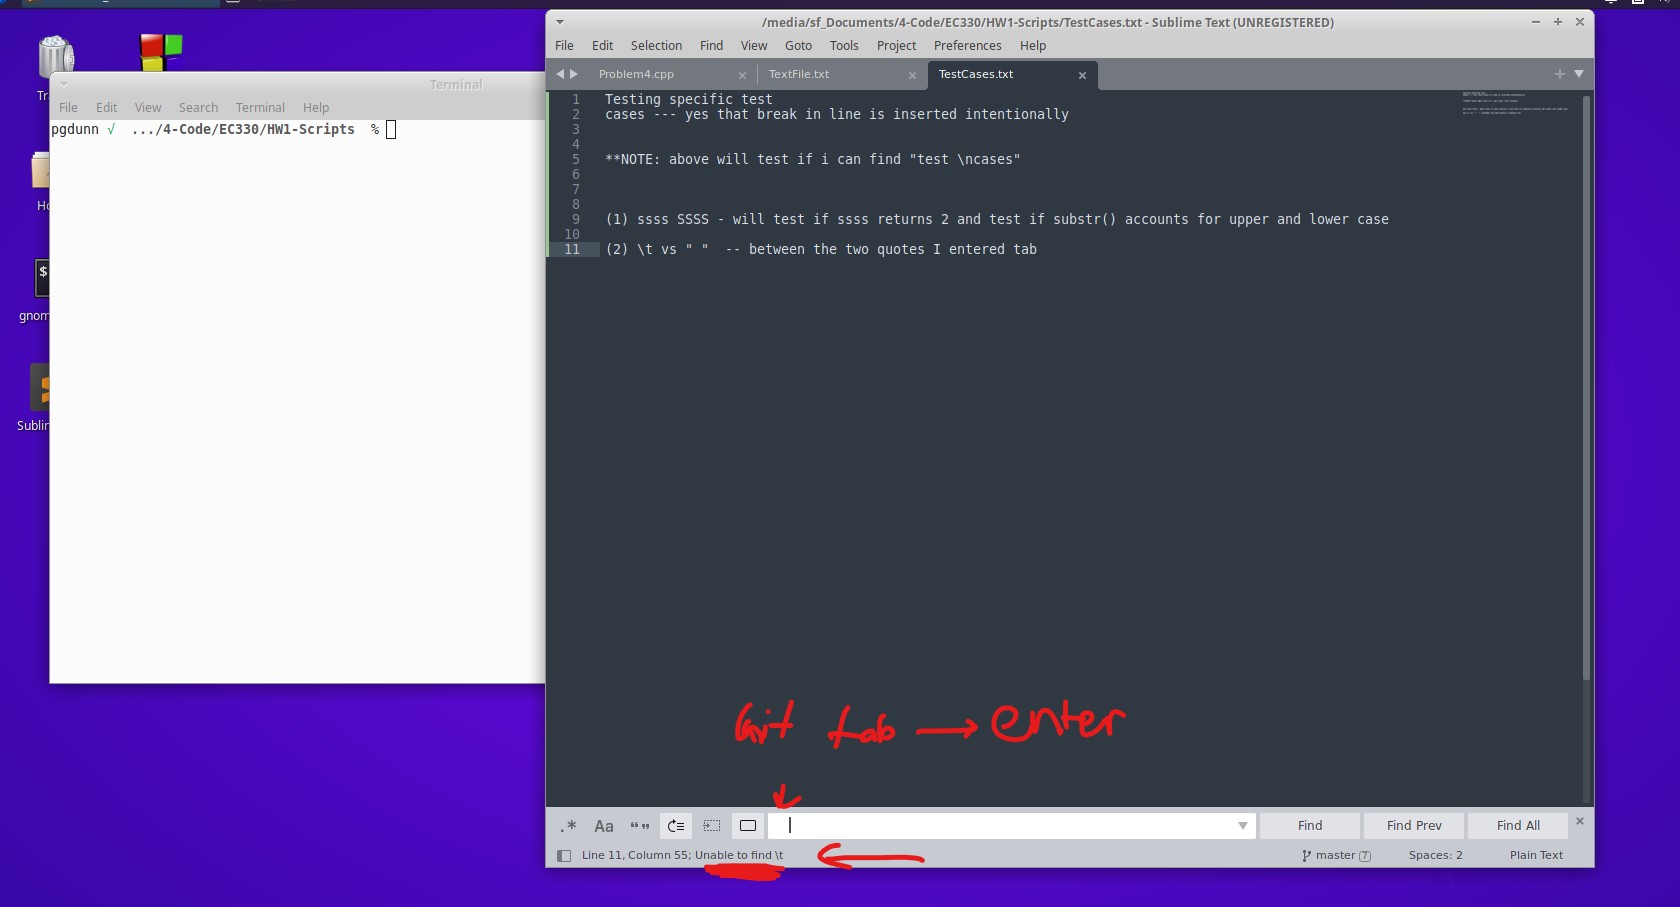 /media/sf_Documents/4-Code/EC330/HW1-Scripts/TestCases.txt - Sublime Text (UNREGISTERED)
File Edit Selection Find View Goto Tools Project Preferences Help
Problem4.cpp TextFile.txt TestCases.txt
1 Testing specific test
2 cases --- yes that break in line is inserted intentionally
3
4
5 **NOTE: above will test if i can find "test \ncases"
6
7
8
9 (1) ssss SSSS - will test if ssss returns 2 and test if substr() accounts for upper and lower case
10
11 (2) \t vs " "  -- between the two quotes I entered tab
Terminal
File Edit View Search Terminal Help
pgdunn √ .../4-Code/EC330/HW1-Scripts %
$
gnom
Sublim
hit tab → enter
.* Aa “” Find Find Prev Find All
Line 11, Column 55; Unable to find \t master 7 Spaces: 2 Plain Text